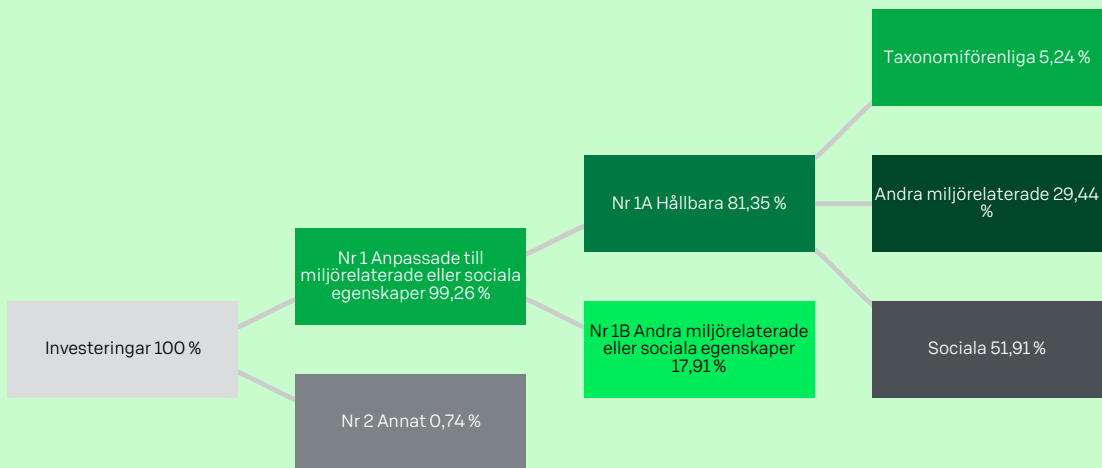 Investeringar 100 %
Nr 1 Anpassade till
miljörelaterade eller sociala
egenskaper 99,26 %
Nr 2 Annat 0,74 %
Nr 1A Hållbara 81,35 %
Nr 1B Andra miljörelaterade
eller sociala egenskaper
17,91 %
Taxonomiförenliga 5,24 %
Andra miljörelaterade 29,44
%
Sociala 51,91 %